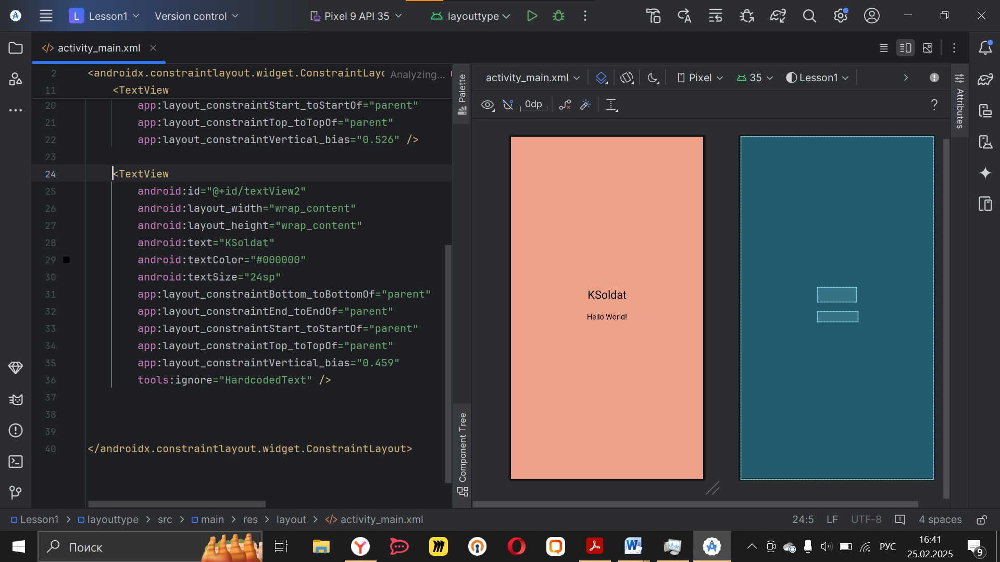 L Lesson1 Version control Pixel 9 API 35 layouttype
</> activity_main.xml
2 <androidx.constraintlayout.widget.ConstraintLayo Analyzing...
11 <TextView
20 app:layout_constraintStart_toStartOf="parent"
21 app:layout_constraintTop_toTopOf="parent"
22 app:layout_constraintVertical_bias="0.526" />
23
24 <TextView
25 android:id="@+id/textView2"
26 android:layout_width="wrap_content"
27 android:layout_height="wrap_content"
28 android:text="KSoldat"
29 android:textColor="#000000"
30 android:textSize="24sp"
31 app:layout_constraintBottom_toBottomOf="parent"
32 app:layout_constraintEnd_toEndOf="parent"
33 app:layout_constraintStart_toStartOf="parent"
34 app:layout_constraintTop_toTopOf="parent"
35 app:layout_constraintVertical_bias="0.459"
36 tools:ignore="HardcodedText" />
37
38
39
40 </androidx.constraintlayout.widget.ConstraintLayout>
Palette
Component Tree
activity_main.xml Pixel 35 Lesson1
0dp ?
Attributes
KSoldat
Hello World!
Lesson1 > layouttype > src > main > res > layout > </> activity_main.xml
24:5 LF UTF-8 4 spaces
Поиск
РУС
16:41
25.02.2025
9